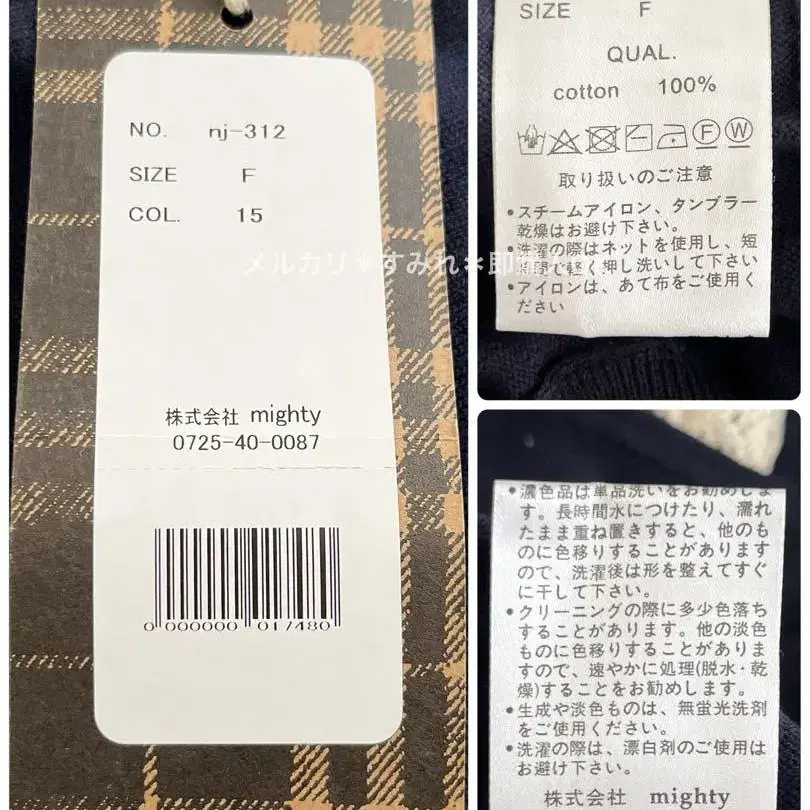 NO. nj-312
SIZE F
COL. 15
メルカリ＊すみれ＊即
株式会社 mighty
0725-40-0087
0 000000 017480
SIZE F
QUAL.
cotton 100%
F W
取り扱いのご注意
•スチームアイロン、タンブラー
乾燥はお避け下さい。
•洗濯の際はネットを使用し、短
時間で軽く押し洗いして下さい
•アイロンは、あて布をご使用く
ださい
•濃色品は単品洗いをお勧めしま
す。長時間水につけたり、濡れ
たまま重ね置きすると、他のも
のに色移りすることがあります
ので、洗濯後は形を整えてすぐ
に干して下さい。
•クリーニングの際に多少色落ち
することがあります。他の淡色
ものに色移りすることがありま
すので、速やかに処理(脱水・乾
燥)することをお勧めします。
•生成や淡色ものは、無蛍光洗剤
をご使用ください。
•洗濯の際は、漂白剤のご使用は
お避け下さい。
株式会社 mighty